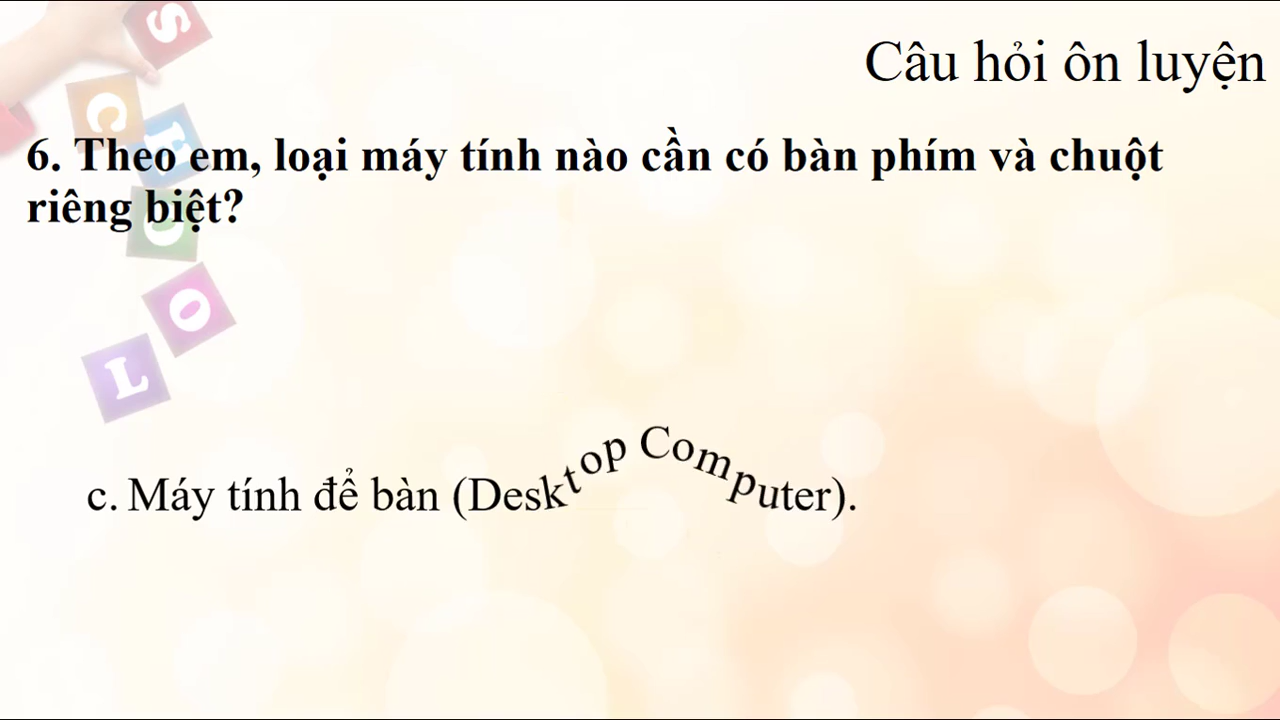 Câu hỏi ôn luyện
6. Theo em, loại máy tính nào cần có bàn phím và chuột
riêng biệt?
S
C
H
O
O
L
c. Máy tính để bàn (Desktop Computer).